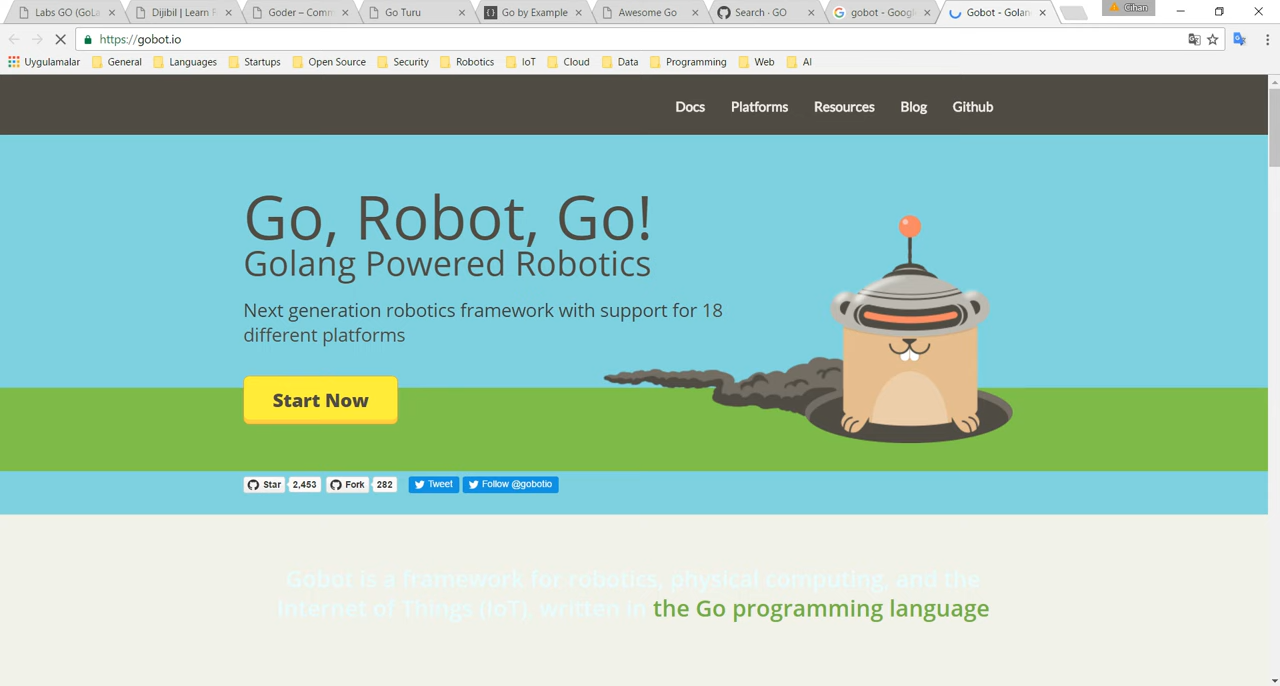 Labs GO (GoLa
Dijibil | Learn F
Goder – Comm
Go Turu
Go by Example
Awesome Go
Search · GO
gobot - Googl
Gobot - Golan
Cihan
https://gobot.io
Uygulamalar General Languages Startups Open Source Security Robotics IoT Cloud Data Programming Web AI
Docs Platforms Resources Blog Github
Go, Robot, Go!
Golang Powered Robotics
Next generation robotics framework with support for 18
different platforms
Start Now
Star 2,453 Fork 282 Tweet Follow @gobotio
Gobot is a framework for robotics, physical computing, and the
Internet of Things (IoT), written in the Go programming language